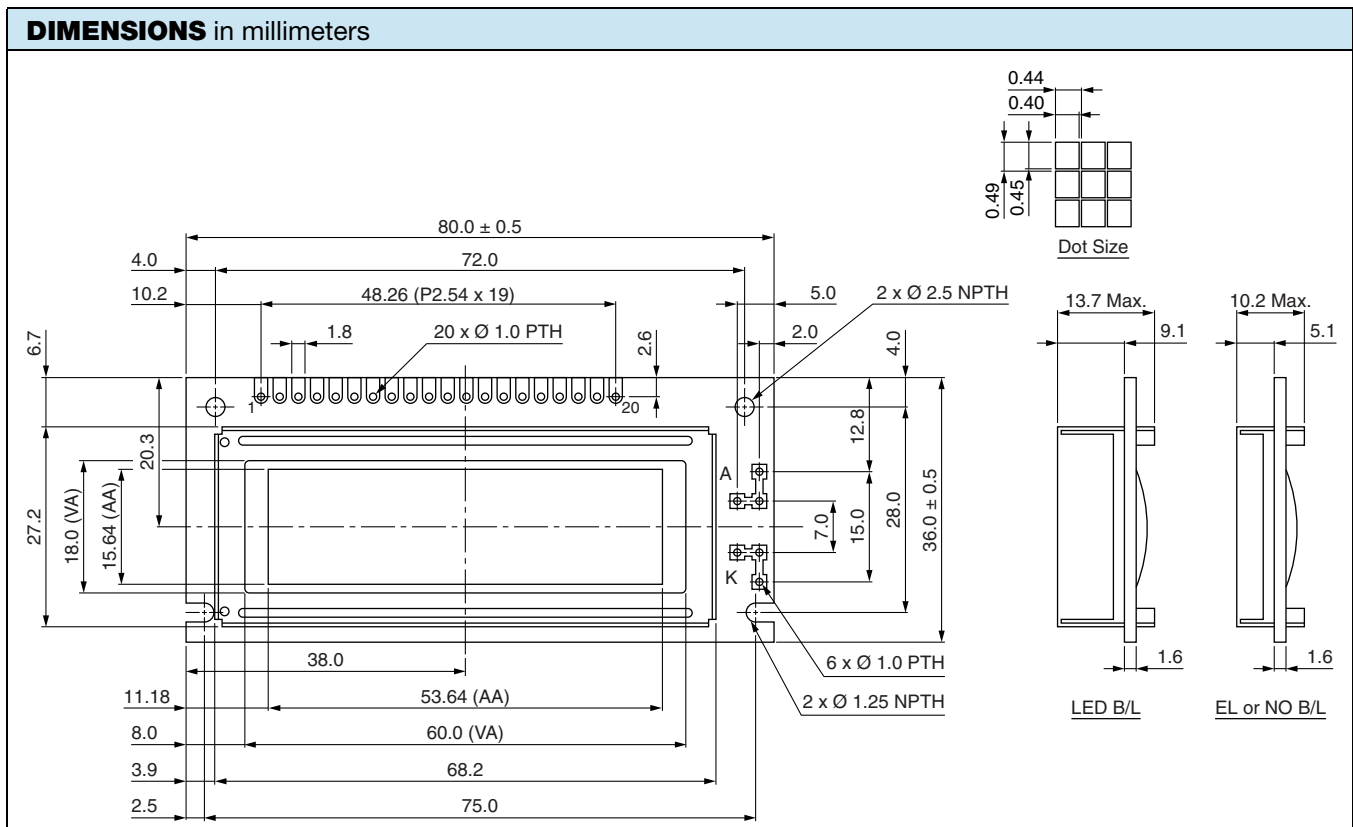 DIMENSIONS in millimeters
0.44
0.40
0.49
0.45
Dot Size
80.0 ± 0.5
4.0
72.0
10.2
48.26 (P2.54 x 19)
5.0
2 x Ø 2.5 NPTH
13.7 Max.
10.2 Max.
6.7
1.8
20 x Ø 1.0 PTH
2.6
2.0
4.0
9.1
5.1
1
20
20.3
12.8
27.2
18.0 (VA)
15.64 (AA)
A
7.0
15.0
28.0
36.0 ± 0.5
K
38.0
6 x Ø 1.0 PTH
1.6
1.6
11.18
53.64 (AA)
2 x Ø 1.25 NPTH
LED B/L
EL or NO B/L
8.0
60.0 (VA)
3.9
68.2
2.5
75.0